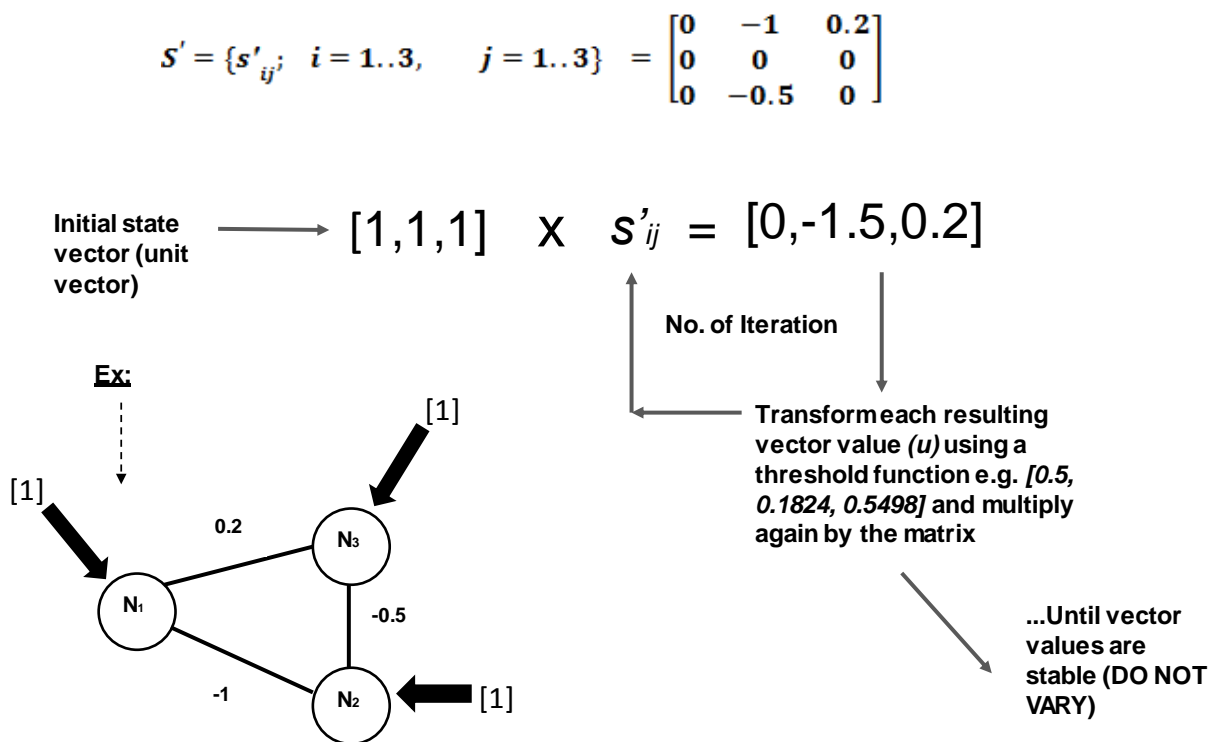 S' = {s'ij; i = 1..3, j = 1..3} = [0 −1 0.2
0 0 0
0 −0.5 0]
Initial state
vector (unit
vector)
[1,1,1] x s'ij = [0,-1.5,0.2]
No. of Iteration
Transform each resulting
vector value (u) using a
threshold function e.g. [0.5,
0.1824, 0.5498] and multiply
again by the matrix
...Until vector
values are
stable (DO NOT
VARY)
Ex:
[1]
[1]
0.2
N3
N1
-0.5
-1
N2
[1]